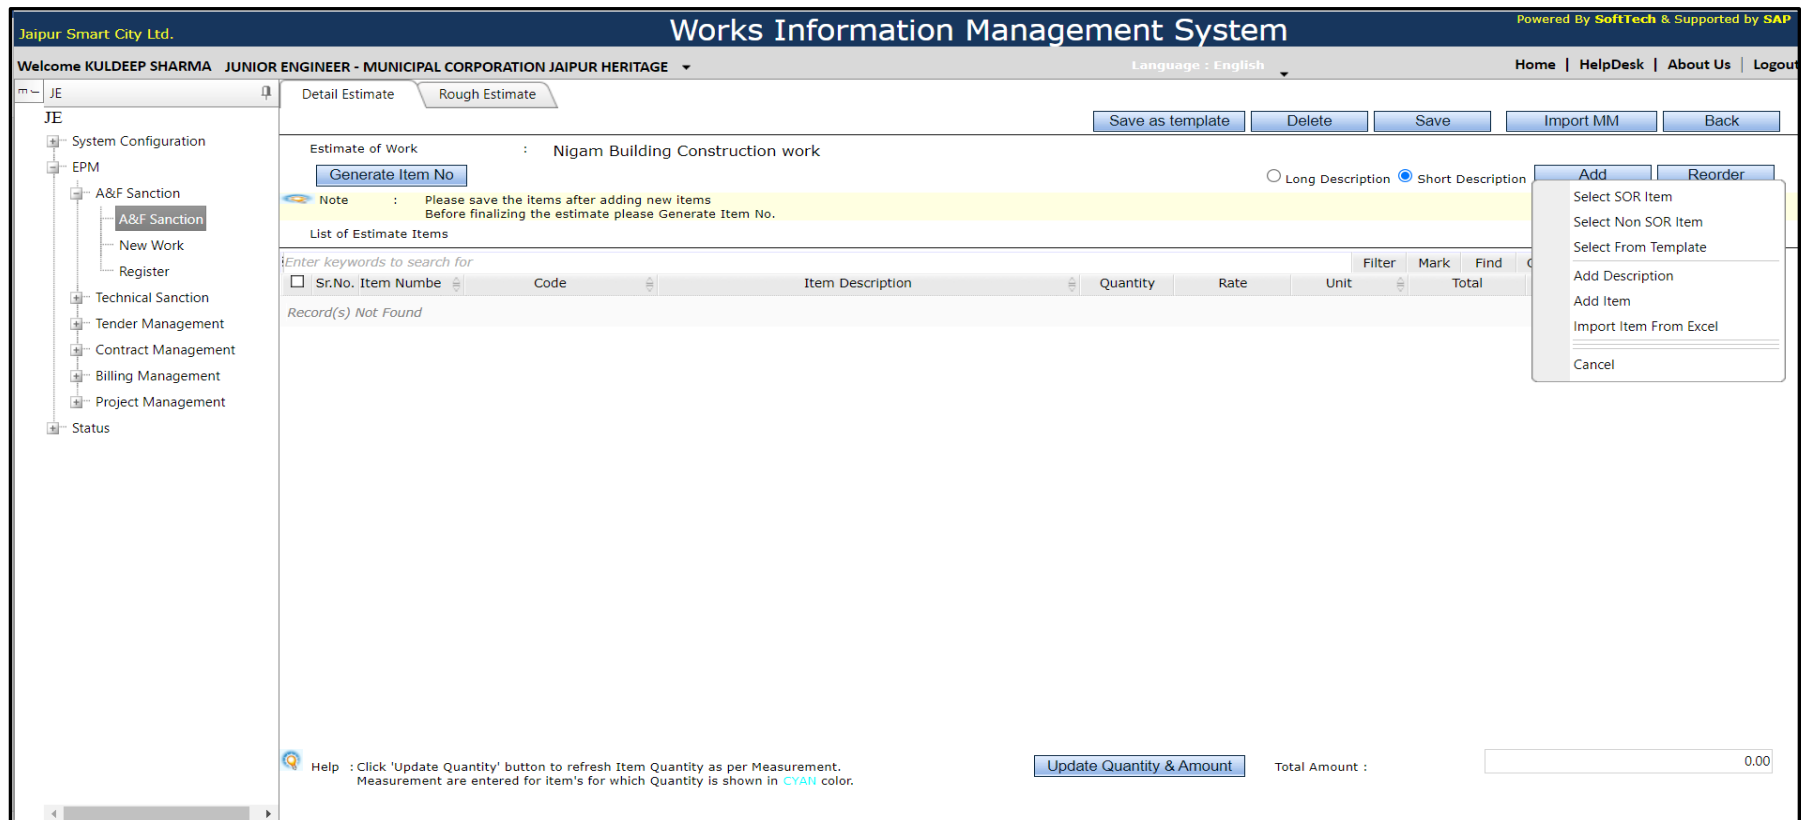 Jaipur Smart City Ltd.
Works Information Management System
Powered By SoftTech & Supported by SAP
Welcome KULDEEP SHARMA JUNIOR ENGINEER - MUNICIPAL CORPORATION JAIPUR HERITAGE
Language : English
Home | HelpDesk | About Us | Logout
JE
JE
System Configuration
EPM
A&F Sanction
A&F Sanction
New Work
Register
Technical Sanction
Tender Management
Contract Management
Billing Management
Project Management
Status
Detail Estimate
Rough Estimate
Save as template
Delete
Save
Import MM
Back
Estimate of Work : Nigam Building Construction work
Generate Item No
Long Description
Short Description
Add
Reorder
Note : Please save the items after adding new items
Before finalizing the estimate please Generate Item No.
List of Estimate Items
Enter keywords to search for
Filter Mark Find
Sr.No. Item Numbe Code Item Description Quantity Rate Unit Total
Record(s) Not Found
Select SOR Item
Select Non SOR Item
Select From Template
Add Description
Add Item
Import Item From Excel
Cancel
Help : Click 'Update Quantity' button to refresh Item Quantity as per Measurement.
Measurement are entered for item's for which Quantity is shown in CYAN color.
Update Quantity & Amount
Total Amount :
0.00